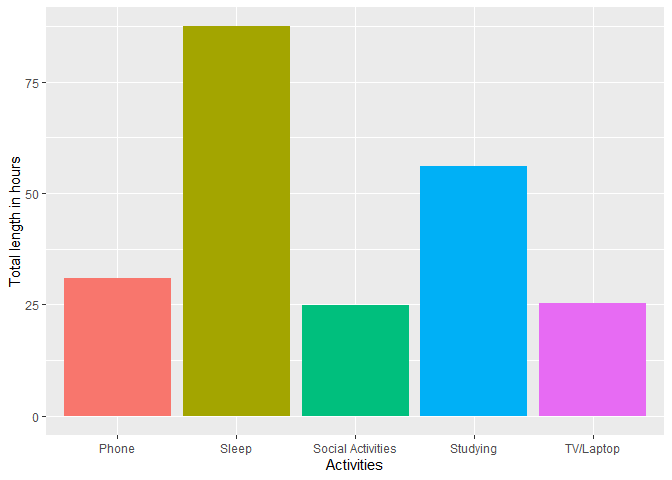 Total length in hours
75
50
25
0
Phone Sleep Social Activities Studying TV/Laptop
Activities